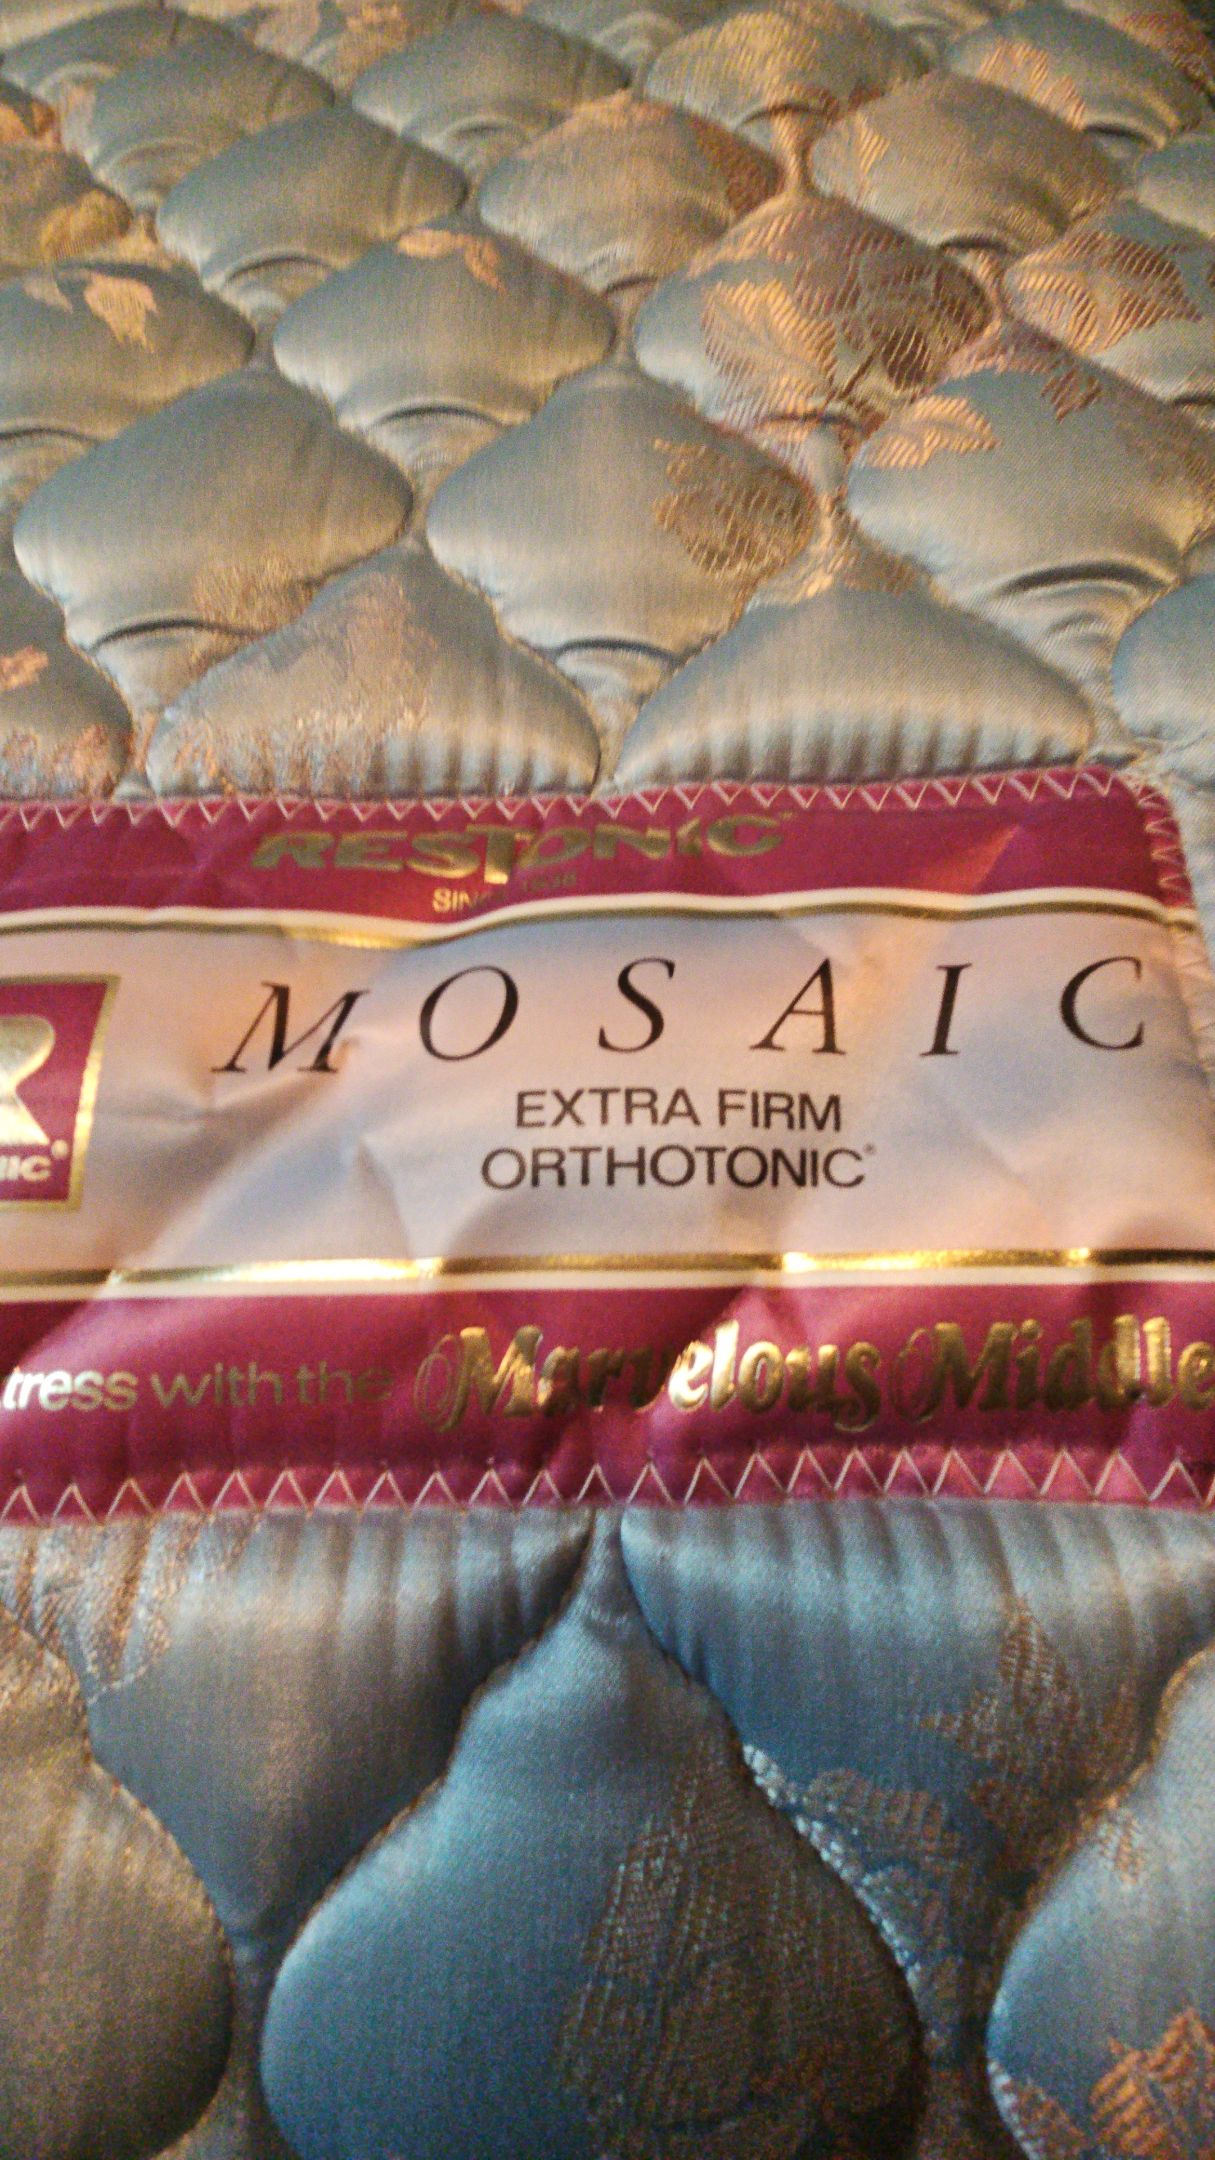 RESTONIC
MOSAIC
EXTRA FIRM
ORTHOTONIC®
tress with the Marvelous Middle